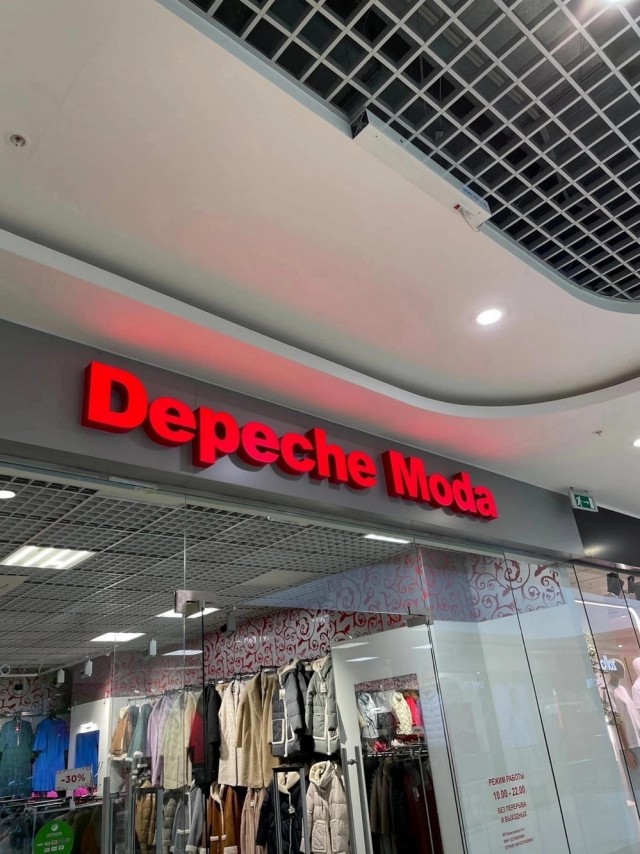 Depeche Moda
-30%
РЕЖИМ РАБОТЫ
10.00 - 22.00
БЕЗ ПЕРЕРЫВА
И ВЫХОДНЫХ